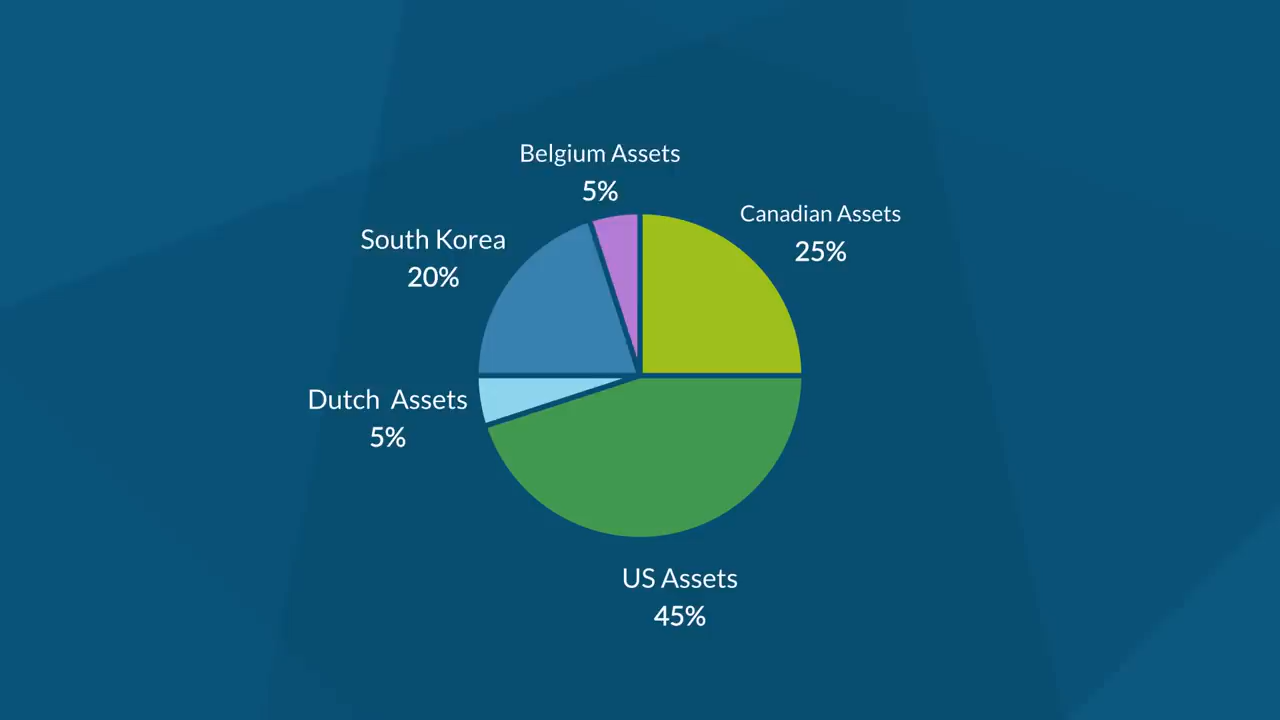 Belgium Assets
5%
Canadian Assets
25%
South Korea
20%
Dutch  Assets
5%
US Assets
45%